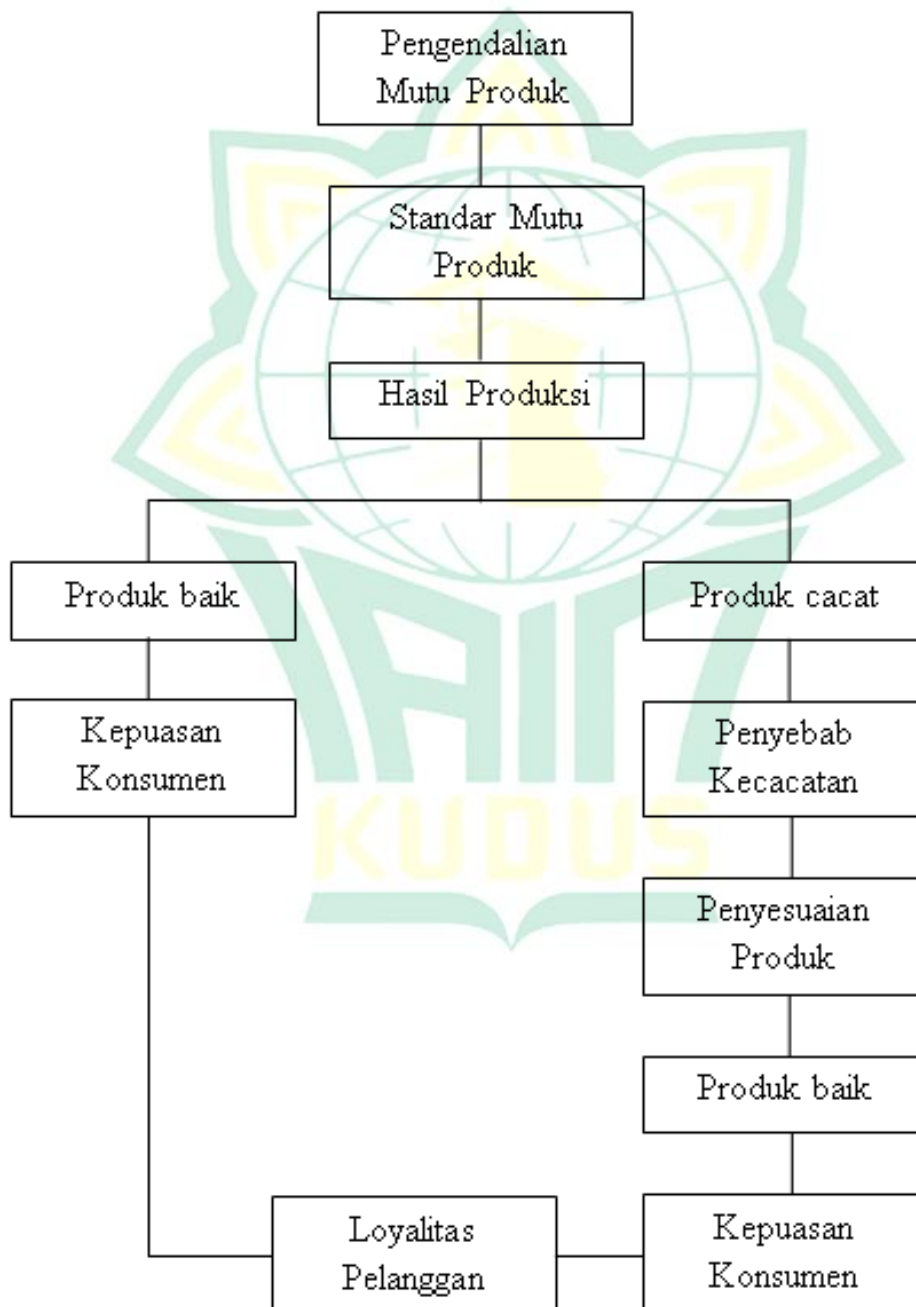 Pengendalian
Mutu Produk
Standar Mutu
Produk
Hasil Produksi
Produk baik
Produk cacat
Kepuasan
Konsumen
Penyebab
Kecacatan
Penyesuaian
Produk
Produk baik
Loyalitas
Pelanggan
Kepuasan
Konsumen
IAIN
KUDUS